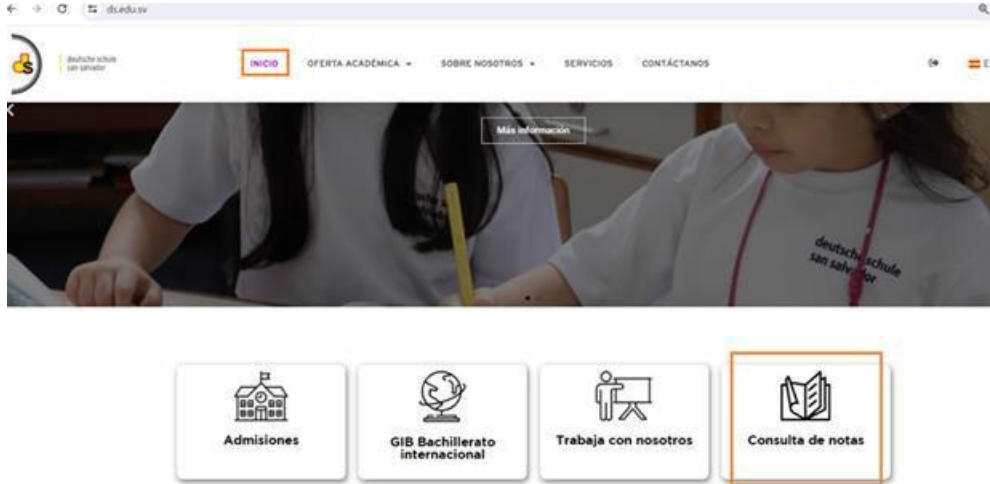 ds.edu.sv
ds
deutsche schule
san salvador
INICIO
OFERTA ACADÉMICA
SOBRE NOSOTROS
SERVICIOS
CONTÁCTANOS
E
Más información
deutsche schule
san salvador
Admisiones
GIB Bachillerato
internacional
Trabaja con nosotros
Consulta de notas